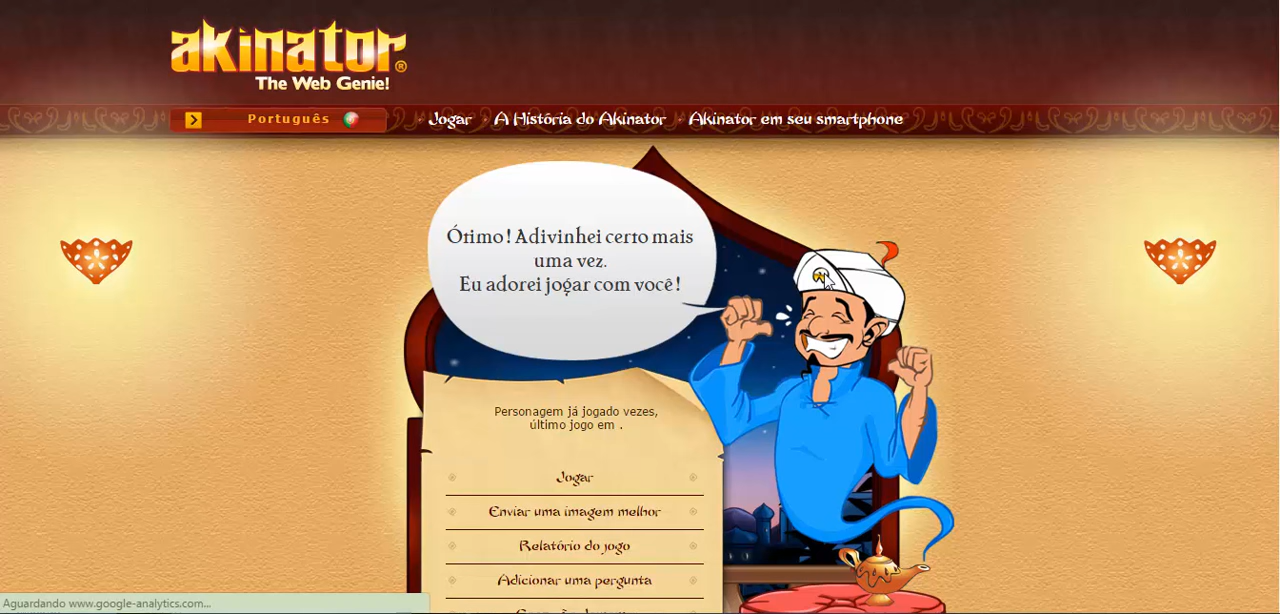 akinator®
The Web Genie!
Português
Jogar
A História do Akinator
Akinator em seu smartphone
Ótimo! Adivinhei certo mais
uma vez.
Eu adorei jogar com você!
Personagem já jogado vezes,
último jogo em .
Jogar
Enviar uma imagem melhor
Relatório do jogo
Adicionar uma pergunta
Aguardando www.google-analytics.com...